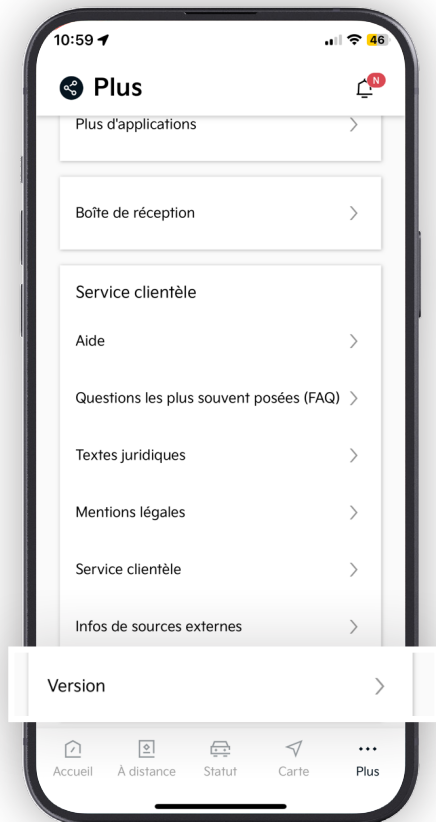 10:59
46
Plus
N
Plus d'applications
Boîte de réception
Service clientèle
Aide
Questions les plus souvent posées (FAQ)
Textes juridiques
Mentions légales
Service clientèle
Infos de sources externes
Version
Accueil À distance Statut Carte Plus